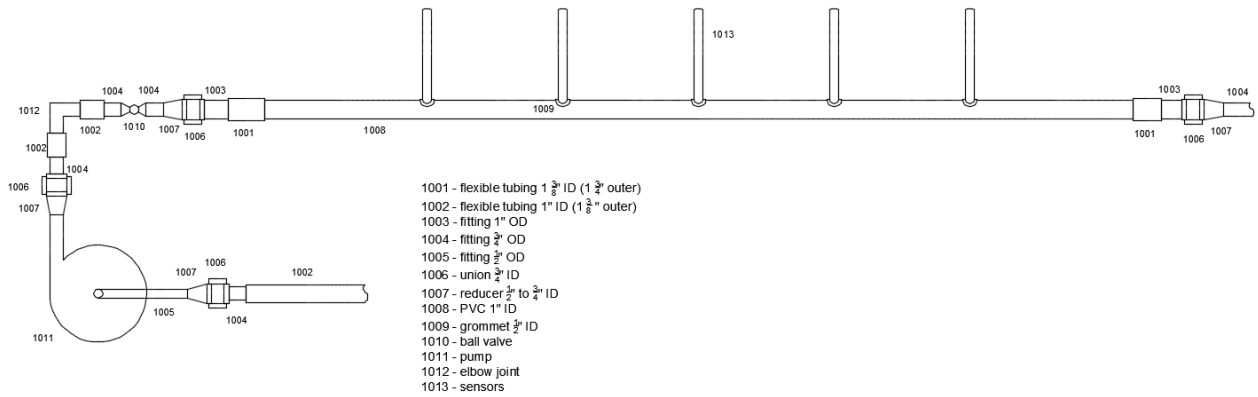 1013
1004 1004 1003
1012
1009
1003 1004
1002 1010 1007 1006 1001 1008
1001 1006 1007
1002
1004
1006
1007
1006
1007 1002
1005 1004
1011
1001 - flexible tubing 1 3/8" ID (1 3/4" outer)
1002 - flexible tubing 1" ID (1 3/8" outer)
1003 - fitting 1" OD
1004 - fitting 3/4" OD
1005 - fitting 1/2" OD
1006 - union 3/4" ID
1007 - reducer 1/2" to 3/4" ID
1008 - PVC 1" ID
1009 - grommet 1/2" ID
1010 - ball valve
1011 - pump
1012 - elbow joint
1013 - sensors